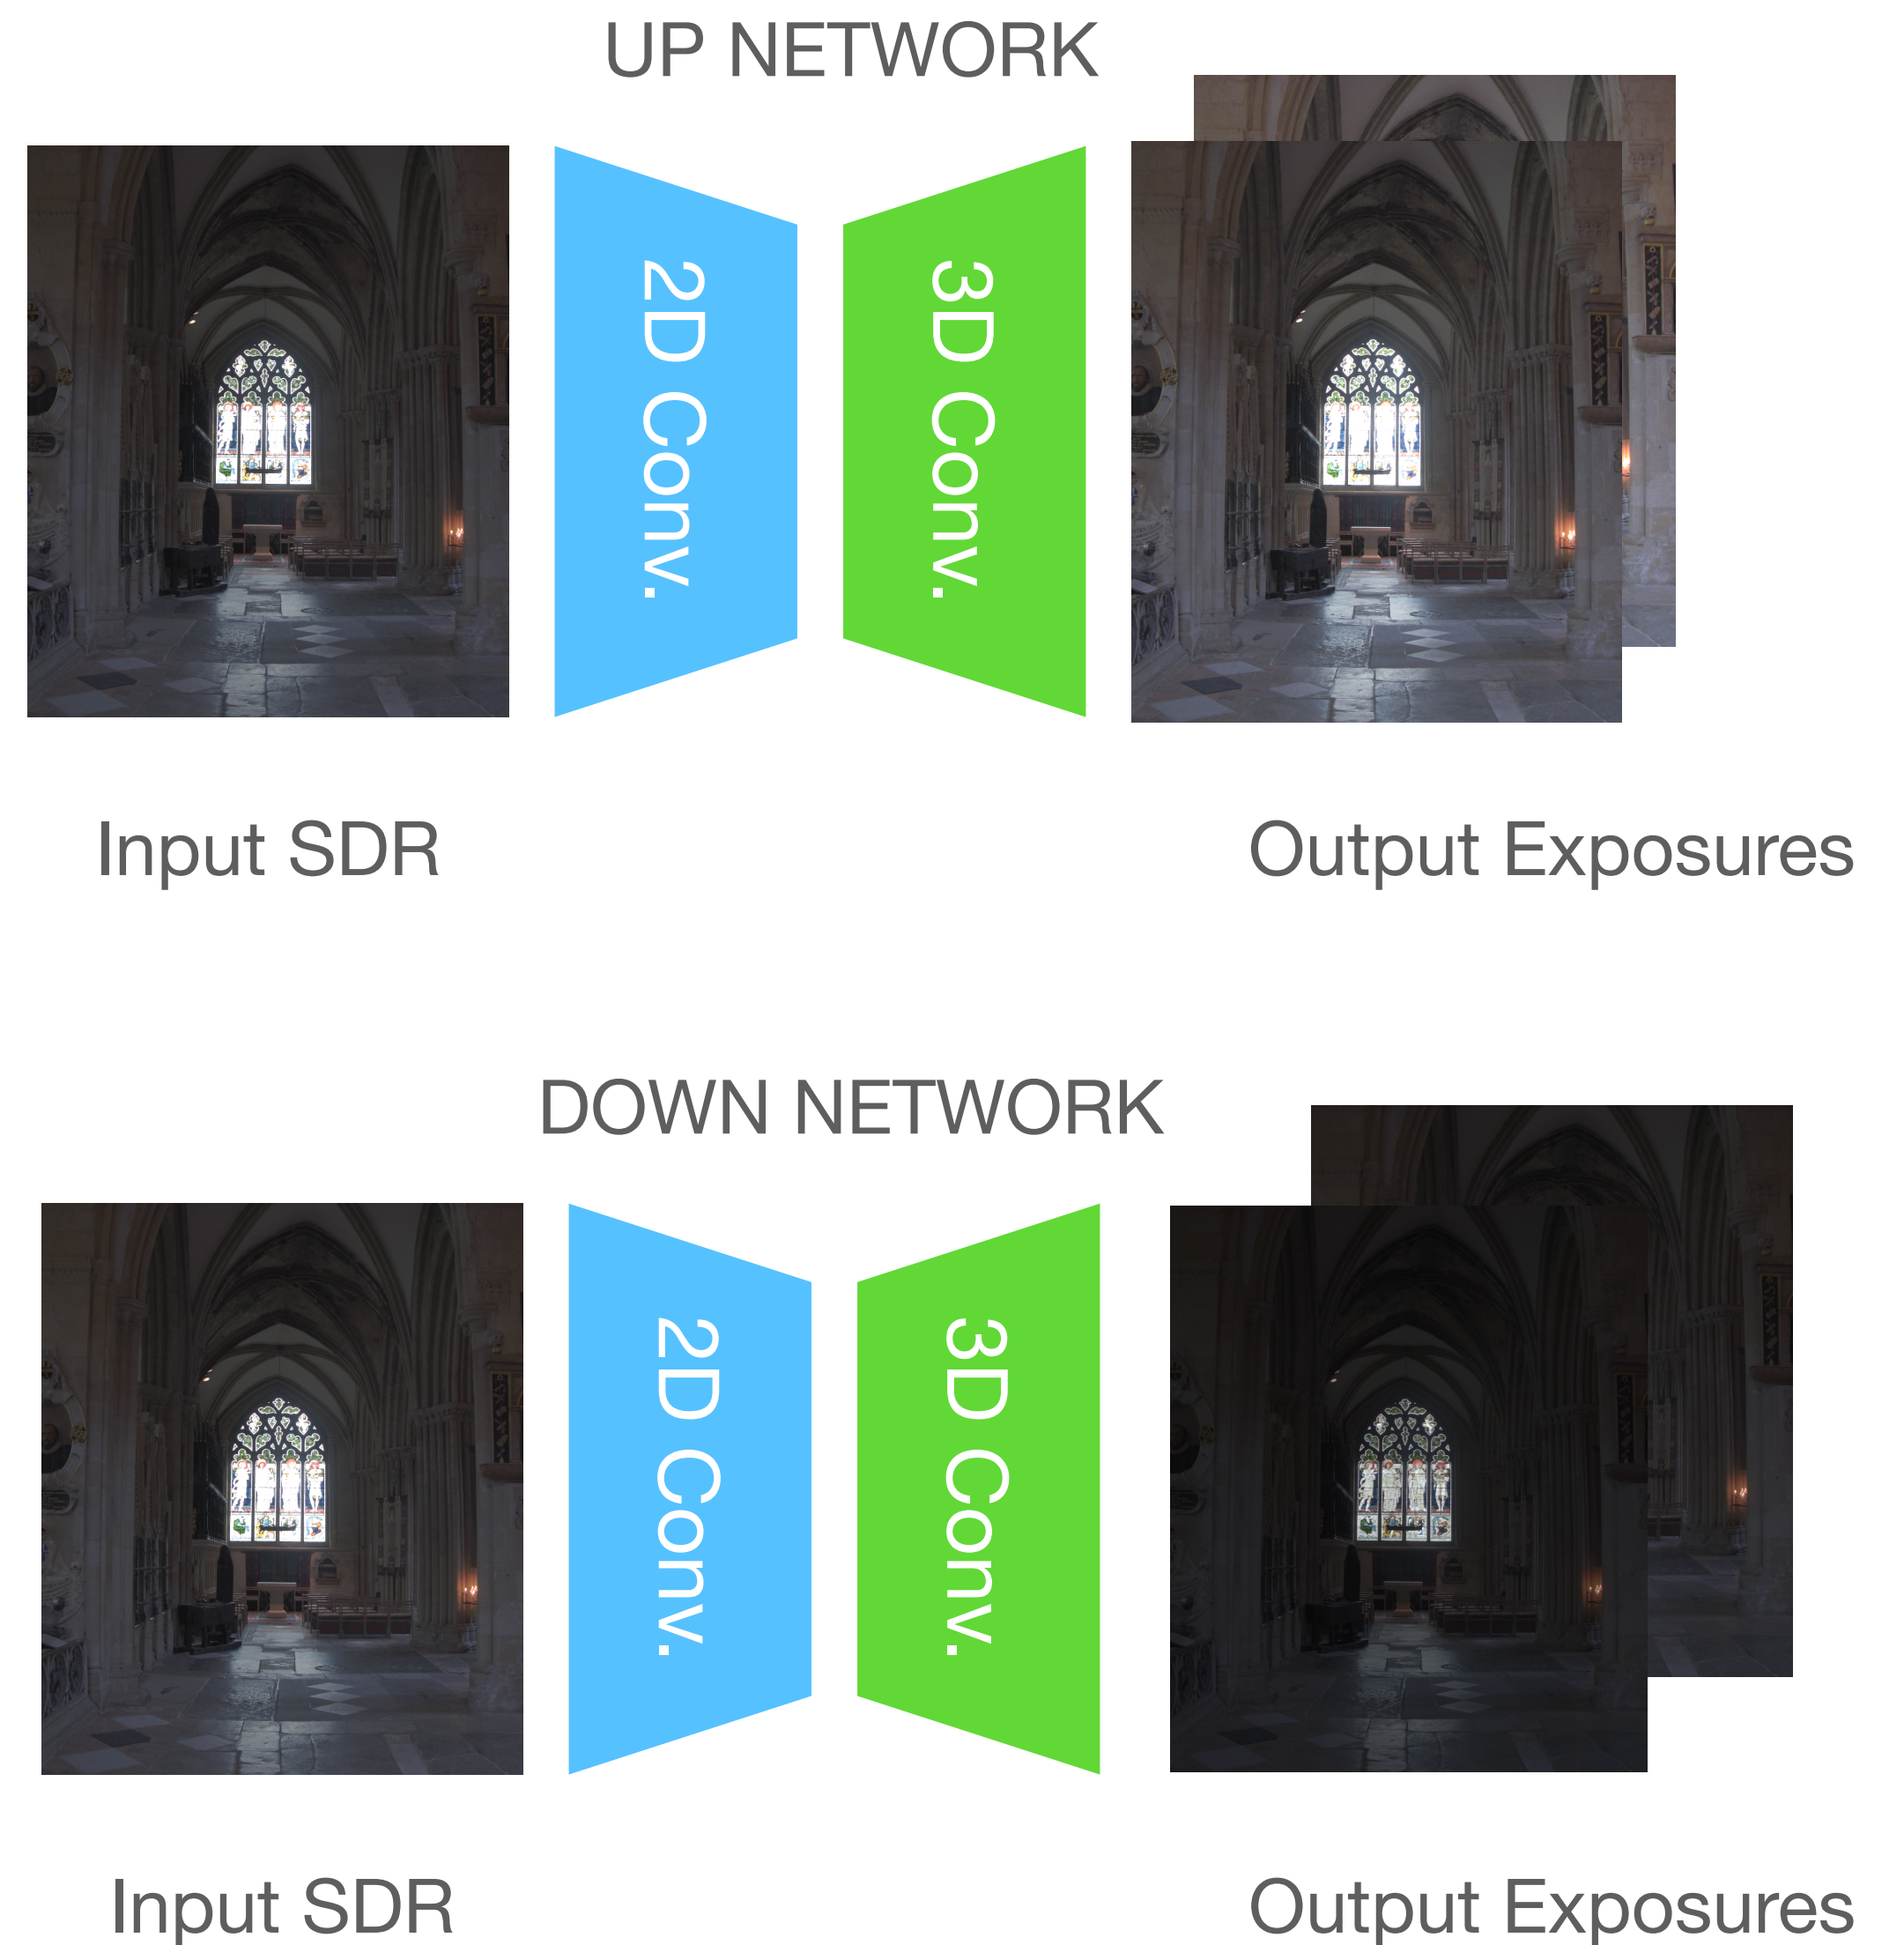 UP NETWORK
2D Conv.
3D Conv.
Input SDR
Output Exposures
DOWN NETWORK
2D Conv.
3D Conv.
Input SDR
Output Exposures